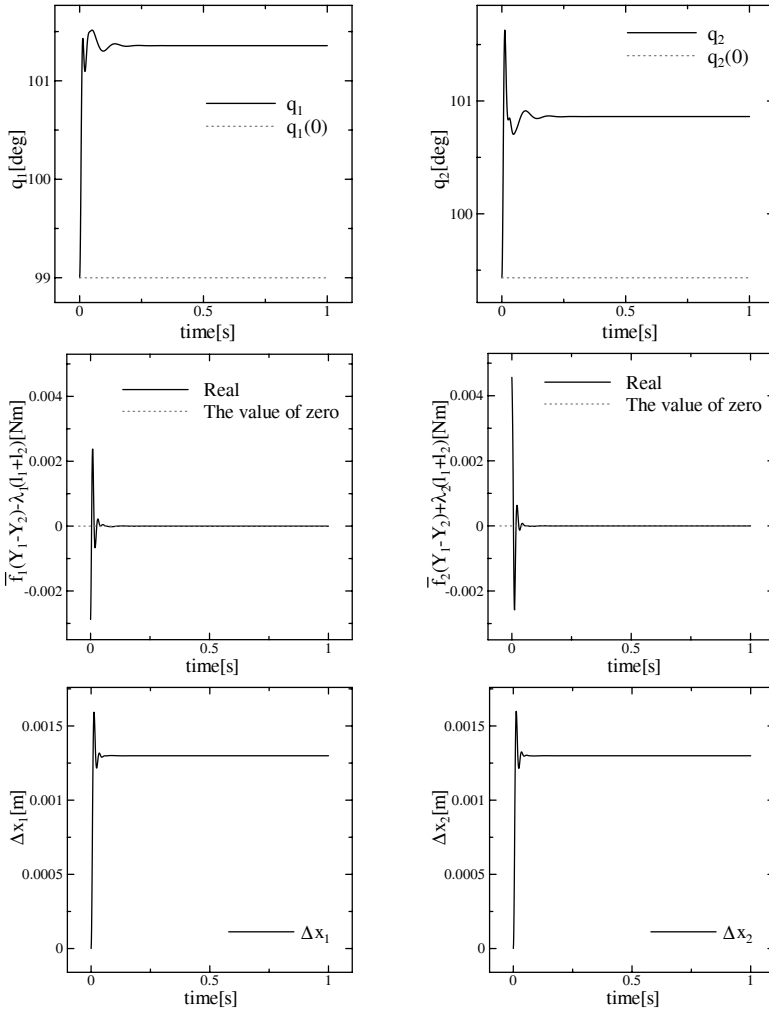 q₁[deg]
101
100
99
q₁
q₁(0)
0 0.5 1
time[s]
q₂[deg]
101
100
q₂
q₂(0)
0 0.5 1
time[s]
f̅₁(Y₁-Y₂)-λ₁(l₁+l₂)[Nm]
0.004
0.002
0
-0.002
Real
The value of zero
0 0.5 1
time[s]
f̅₂(Y₁-Y₂)+λ₂(l₁+l₂)[Nm]
0.004
0.002
0
-0.002
Real
The value of zero
0 0.5 1
time[s]
Δx₁[m]
0.0015
0.001
0.0005
0
Δx₁
0 0.5 1
time[s]
Δx₂[m]
0.0015
0.001
0.0005
0
Δx₂
0 0.5 1
time[s]